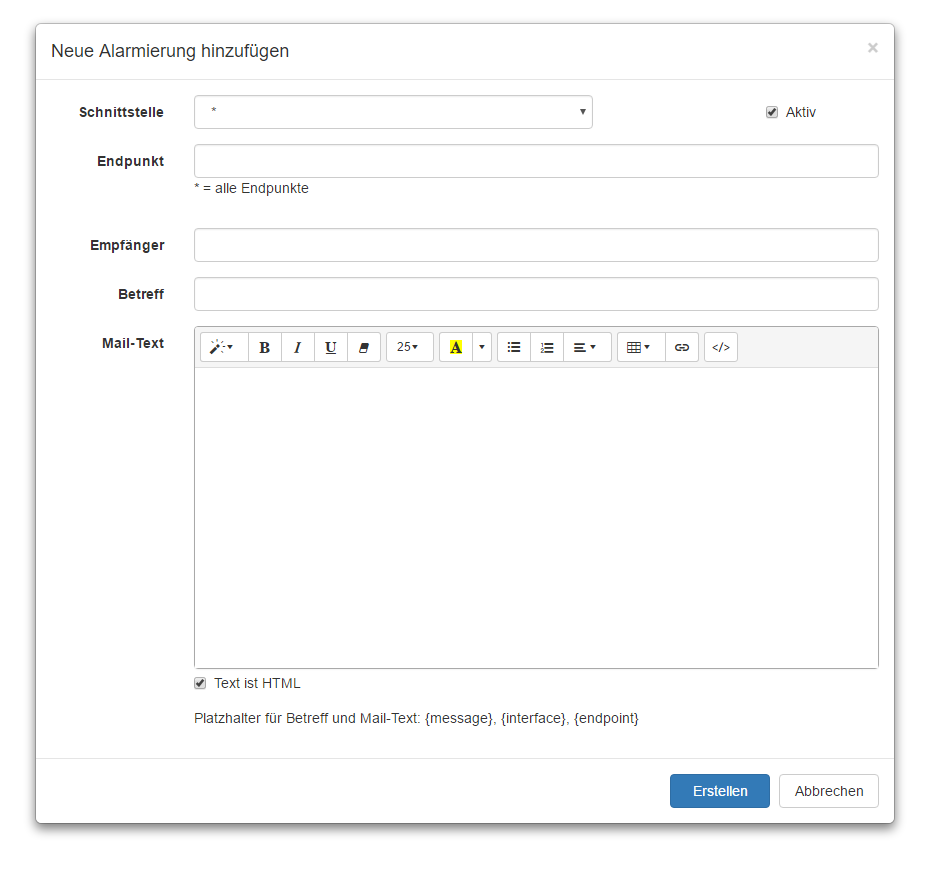 Neue Alarmierung hinzufügen ×
Schnittstelle * Aktiv
Endpunkt
* = alle Endpunkte
Empfänger
Betreff
Mail-Text B I U 25 A </>
Text ist HTML
Platzhalter für Betreff und Mail-Text: {message}, {interface}, {endpoint}
Erstellen Abbrechen